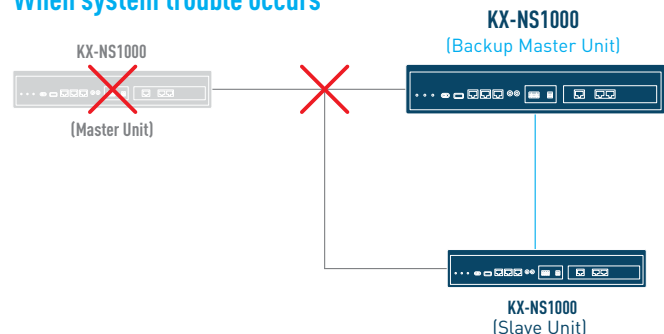 When system trouble occurs
KX-NS1000
(Backup Master Unit)
KX-NS1000
(Master Unit)
KX-NS1000
(Slave Unit)